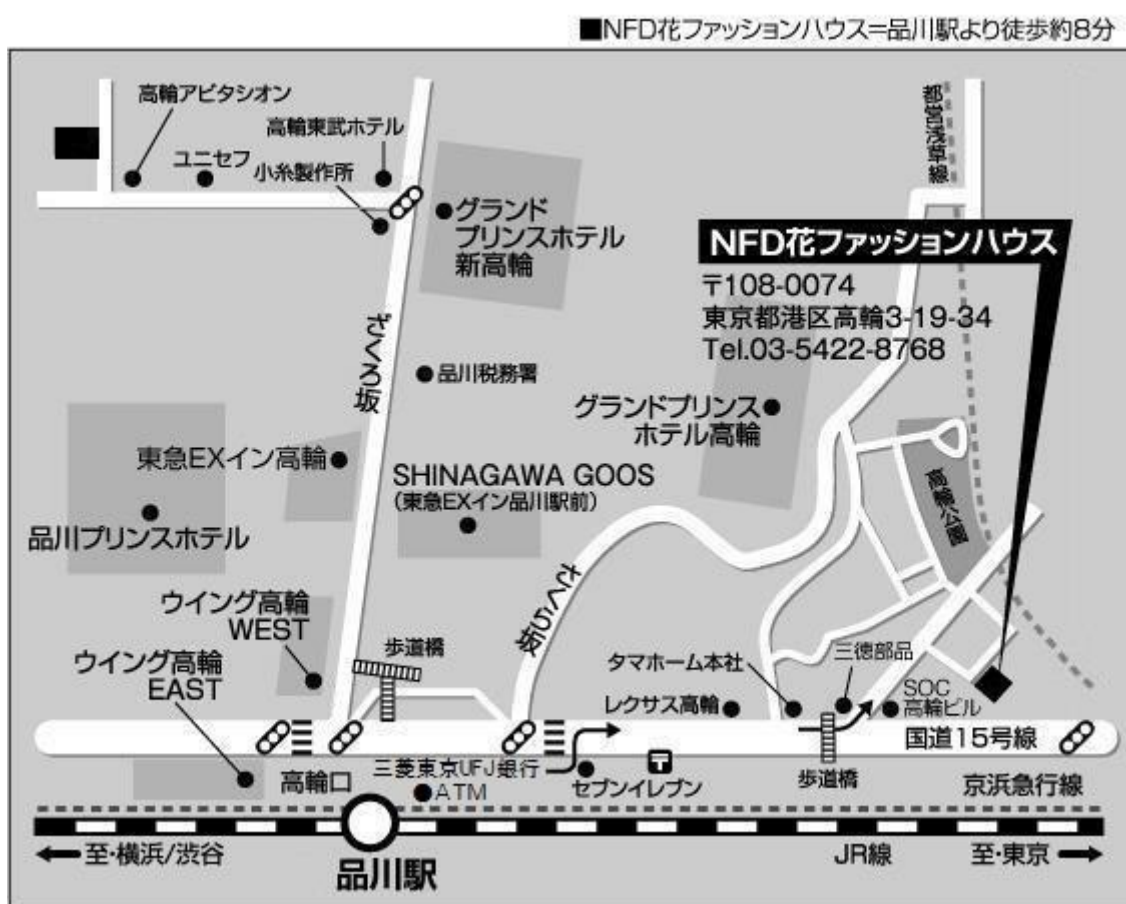 ■NFD花ファッションハウス=品川駅より徒歩約8分
高輪アビタシオン
高輪東武ホテル
ユニセフ
小糸製作所
都営浅草線
グランド
プリンスホテル
新高輪
NFD花ファッションハウス
〒108-0074
東京都港区高輪3-19-34
Tel.03-5422-8768
ざくろ坂
品川税務署
グランドプリンス
ホテル高輪
東急EXイン高輪
SHINAGAWA GOOS
(東急EXイン品川駅前)
高輪公園
品川プリンスホテル
さくら坂
ウイング高輪
WEST
歩道橋
ウイング高輪
EAST
タマホーム本社
三徳部品
レクサス高輪
SOC
高輪ビル
国道15号線
高輪口
三菱東京UFJ銀行
ATM
セブンイレブン
〒
歩道橋
京浜急行線
至・横浜/渋谷
品川駅
JR線
至・東京